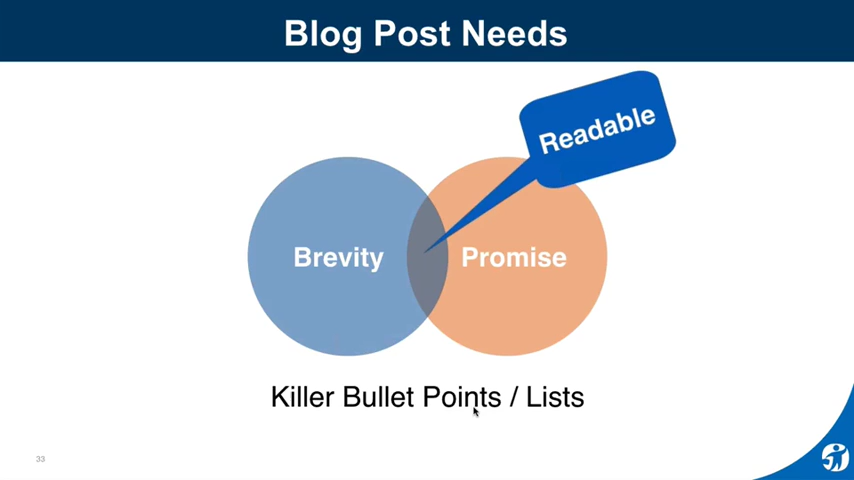 Blog Post Needs
Readable
Brevity
Promise
Killer Bullet Points / Lists
33